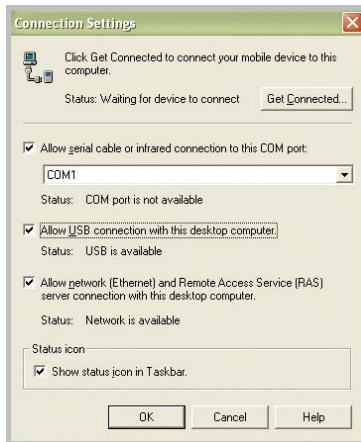 Connection Settings
Click Get Connected to connect your mobile device to this
computer.
Status: Waiting for device to connect
Get Connected...
Allow serial cable or infrared connection to this COM port:
COM1
Status: COM port is not available
Allow USB connection with this desktop computer.
Status: USB is available
Allow network (Ethernet) and Remote Access Service (RAS)
server connection with this desktop computer.
Status: Network is available
Status icon
Show status icon in Taskbar.
OK Cancel Help